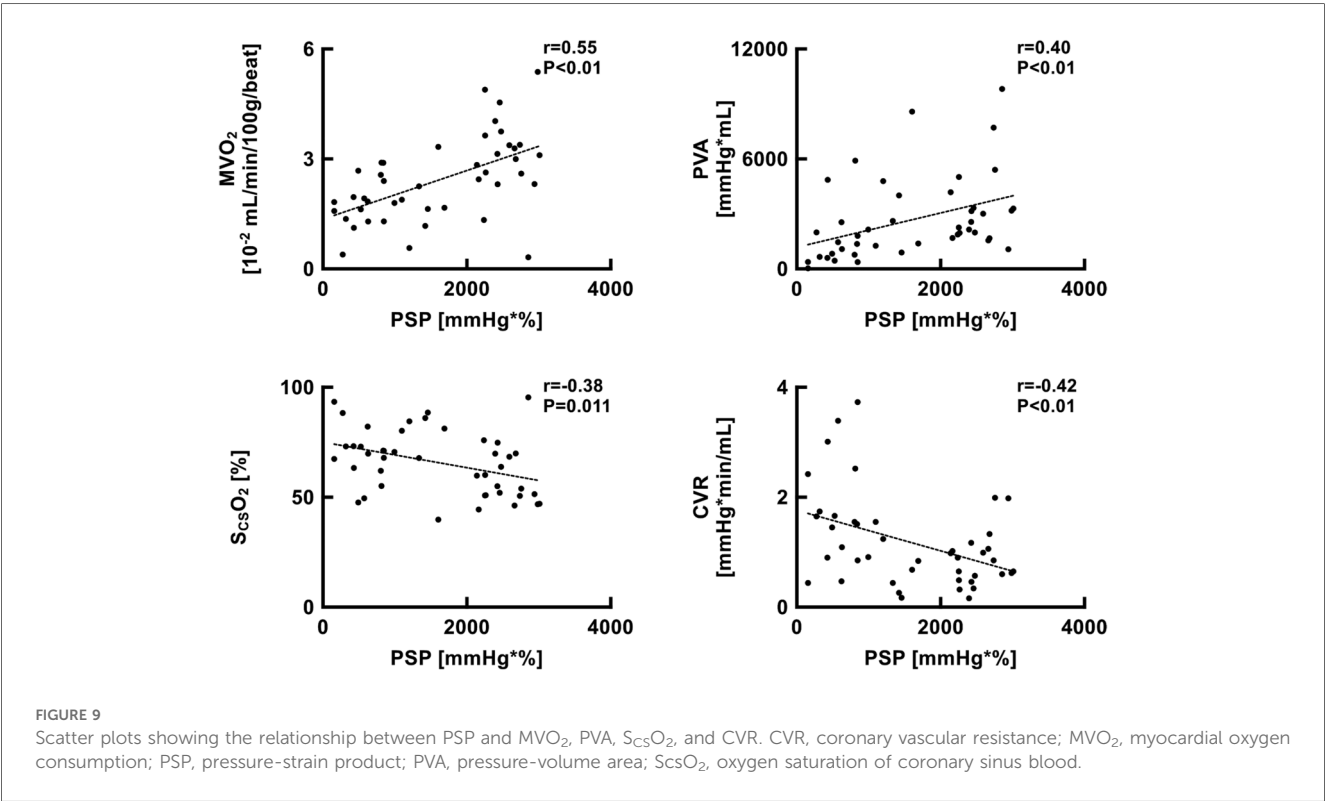 6
r=0.55
P<0.01
MVO₂
[10⁻² mL/min/100g/beat]
3
0
0 2000 4000
PSP [mmHg*%]
12000
r=0.40
P<0.01
PVA
[mmHg*mL]
6000
0
0 2000 4000
PSP [mmHg*%]
100
r=-0.38
P=0.011
S_CSO₂ [%]
50
0
0 2000 4000
PSP [mmHg*%]
4
r=-0.42
P<0.01
CVR
[mmHg*min/mL]
2
0
0 2000 4000
PSP [mmHg*%]
FIGURE 9
Scatter plots showing the relationship between PSP and MVO₂, PVA, S_CSO₂, and CVR. CVR, coronary vascular resistance; MVO₂, myocardial oxygen
consumption; PSP, pressure-strain product; PVA, pressure-volume area; ScsO₂, oxygen saturation of coronary sinus blood.